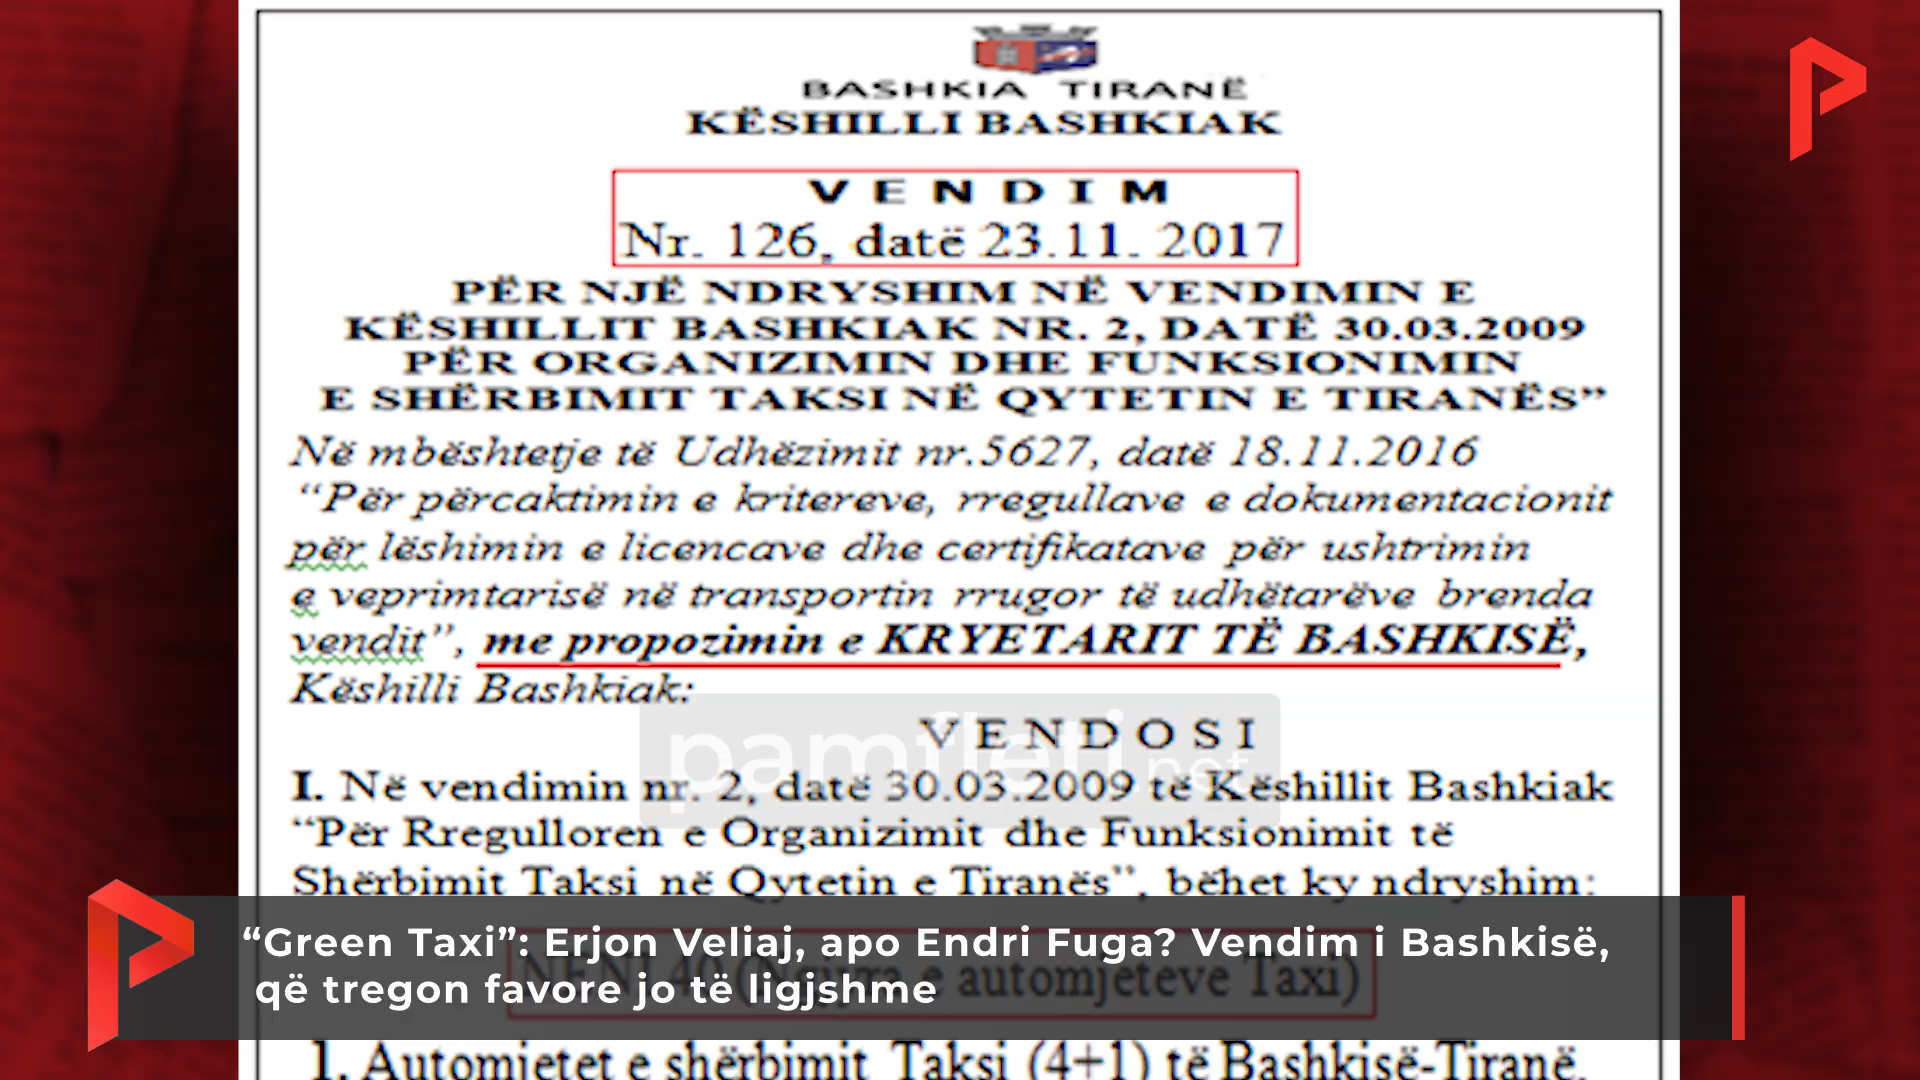 BASHKIA TIRANË
KËSHILLI BASHKIAK
VENDIM
Nr. 126, datë 23.11. 2017
PËR NJË NDRYSHIM NË VENDIMIN E
KËSHILLIT BASHKIAK NR. 2, DATË 30.03.2009
PËR ORGANIZIMIN DHE FUNKSIONIMIN
E SHËRBIMIT TAKSI NË QYTETIN E TIRANËS”
Në mbështetje të Udhëzimit nr.5627, datë 18.11.2016
“Për përcaktimin e kritereve, rregullave e dokumentacionit
për lëshimin e licencave dhe certifikatave për ushtrimin
e veprimtarisë në transportin rrugor të udhëtarëve brenda
vendit”, me propozimin e KRYETARIT TË BASHKISË,
Këshilli Bashkiak:
pamfleti.net
VENDOSI
I. Në vendimin nr. 2, datë 30.03.2009 të Këshillit Bashkiak
“Për Rregulloren e Organizimit dhe Funksionimit të
Shërbimit Taksi në Qytetin e Tiranës”, bëhet ky ndryshim:
“Green Taxi”: Erjon Veliaj, apo Endri Fuga? Vendim i Bashkisë,
që tregon favore jo të ligjshme
e automjeteve Taxi)
1. Automjetet e shërbimit Taksi (4+1) të Bashkisë-Tiranë,